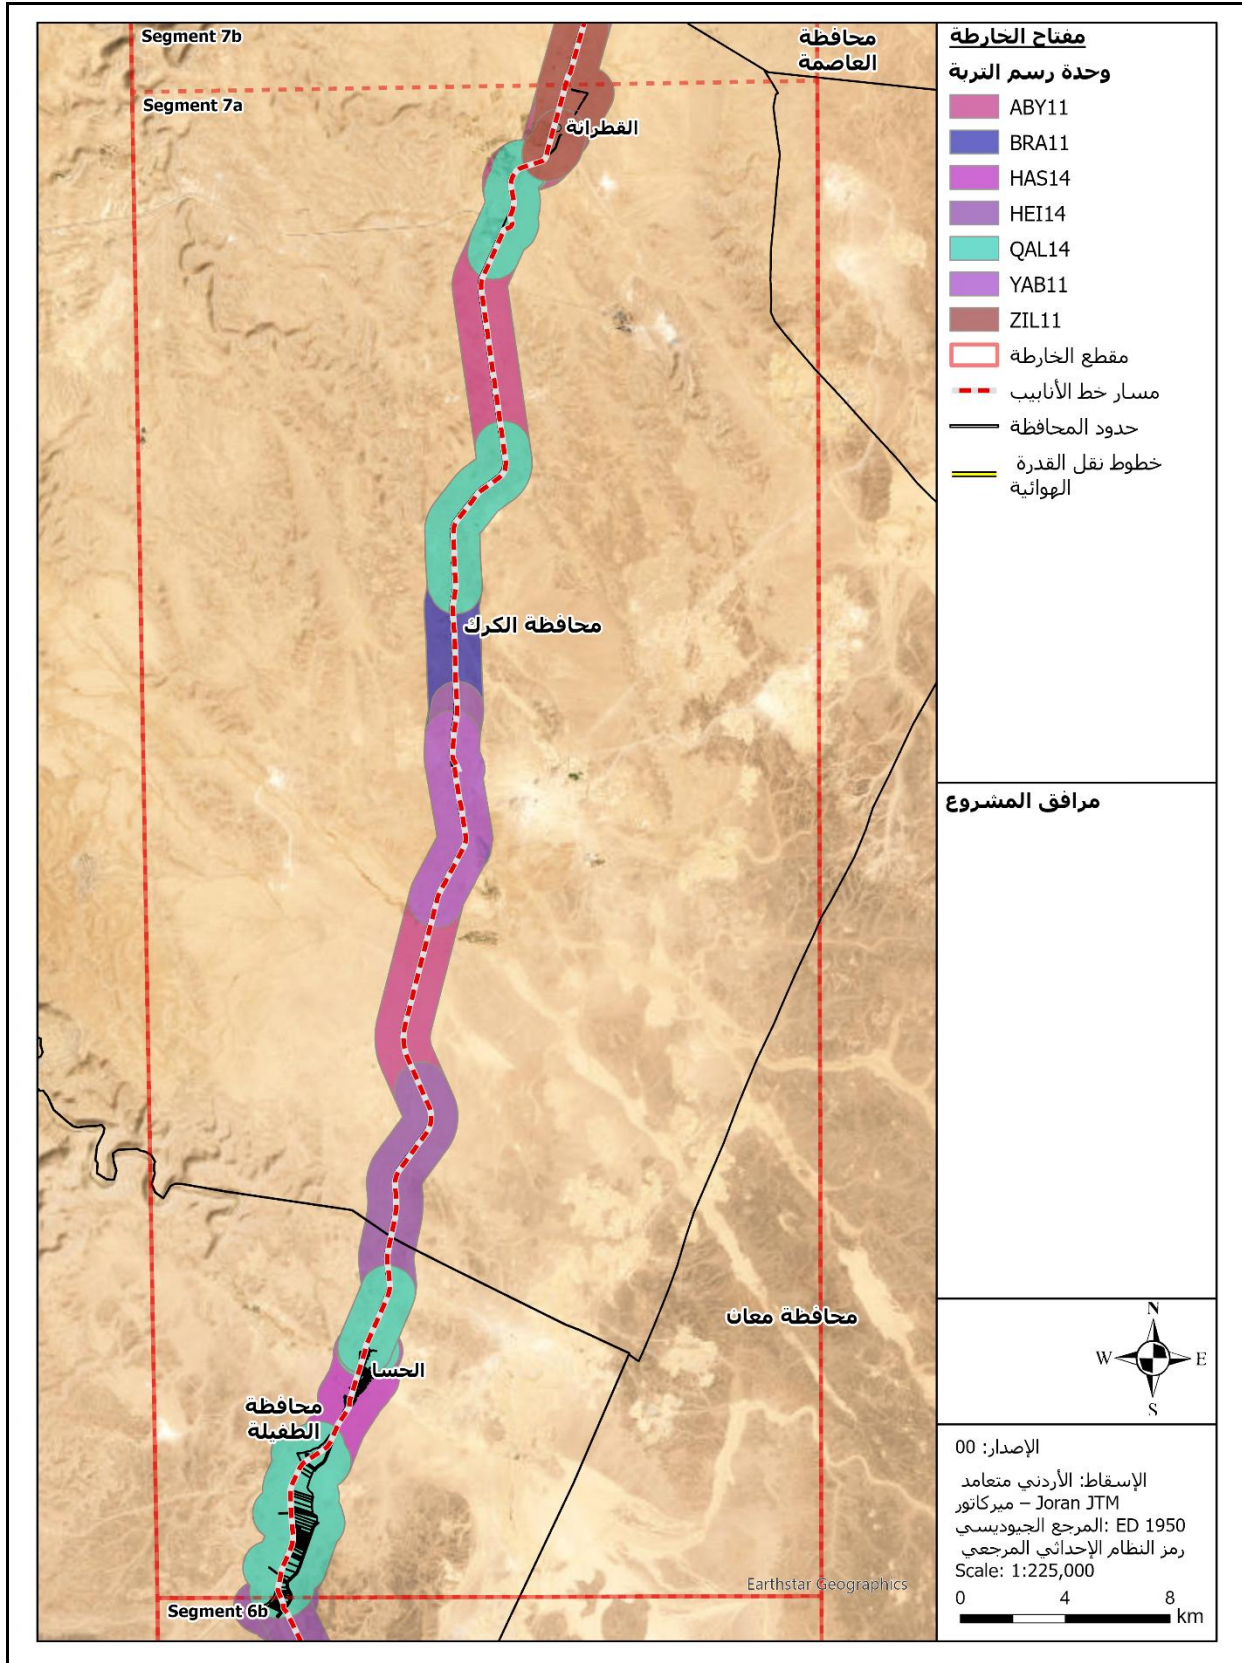 Segment 7b
محافظة
العاصمة
Segment 7a
القطرانة
محافظة الكرك
محافظة معان
الحسا
محافظة
الطفيلة
Segment 6b
Earthstar Geographics
مفتاح الخارطة
وحدة رسم التربة
ABY11
BRA11
HAS14
HEI14
QAL14
YAB11
ZIL11
مقطع الخارطة
مسار خط الأنابيب
حدود المحافظة
خطوط نقل القدرة
الهوائية
مرافق المشروع
N
W E
S
الإصدار: 00
الإسقاط: الأردني متعامد
ميركاتور – Joran JTM
المرجع الجيوديسي: ED 1950
رمز النظام الإحداثي المرجعي
Scale: 1:225,000
0 4 8
km